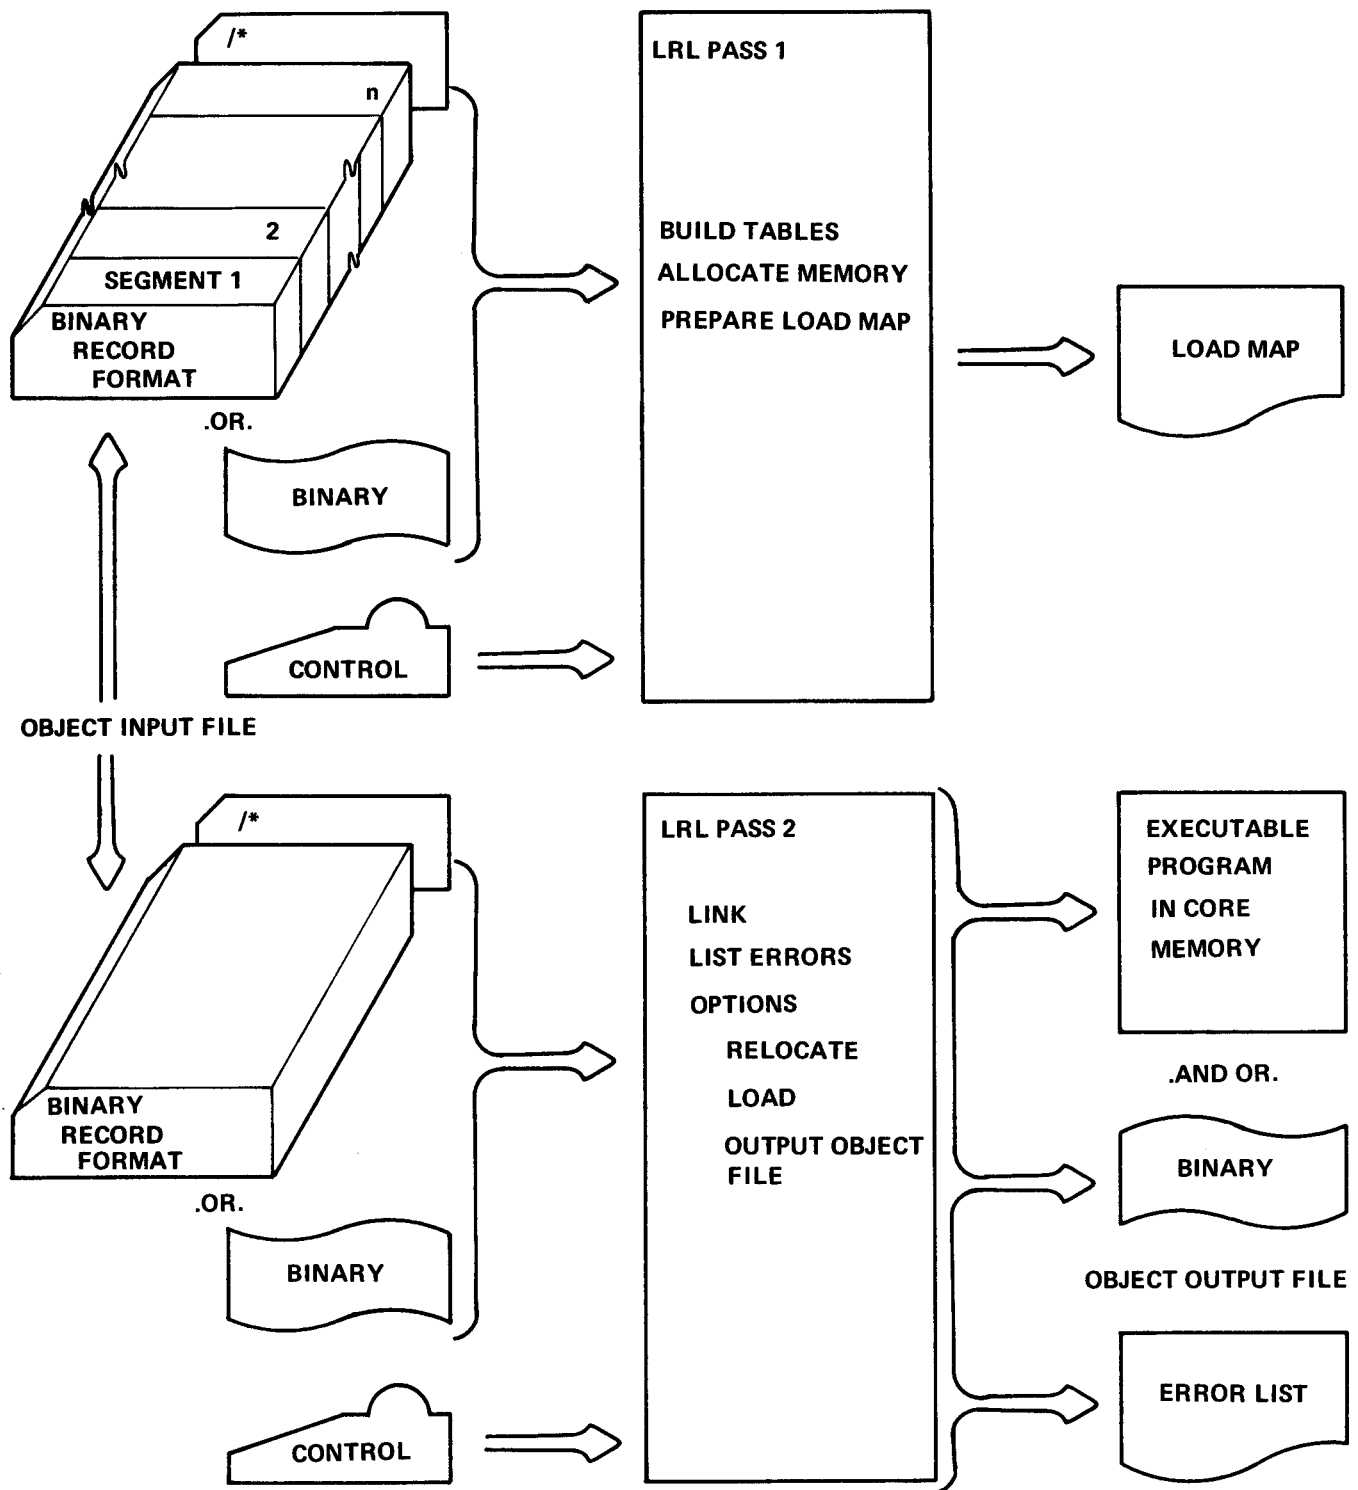 /*
n
2
SEGMENT 1
BINARY
RECORD
FORMAT
.OR.
BINARY
CONTROL
LRL PASS 1
BUILD TABLES
ALLOCATE MEMORY
PREPARE LOAD MAP
LOAD MAP
OBJECT INPUT FILE
/*
BINARY
RECORD
FORMAT
.OR.
BINARY
CONTROL
LRL PASS 2
LINK
LIST ERRORS
OPTIONS
RELOCATE
LOAD
OUTPUT OBJECT
FILE
EXECUTABLE
PROGRAM
IN CORE
MEMORY
.AND OR.
BINARY
OBJECT OUTPUT FILE
ERROR LIST